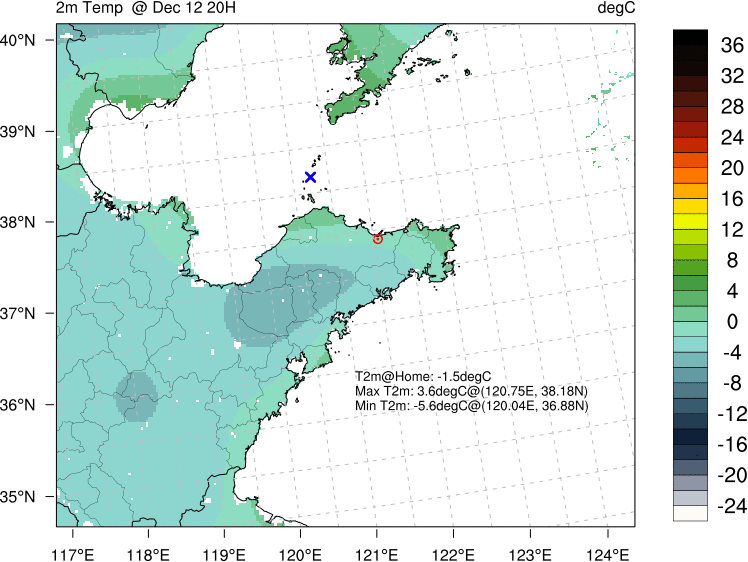 2m Temp @ Dec 12 20H degC
40°N
39°N
38°N
37°N
36°N
35°N
T2m@Home: -1.5degC
Max T2m: 3.6degC@(120.75E, 38.18N)
Min T2m: -5.6degC@(120.04E, 36.88N)
117°E 118°E 119°E 120°E 121°E 122°E 123°E 124°E
36
32
28
24
20
16
12
8
4
0
-4
-8
-12
-16
-20
-24